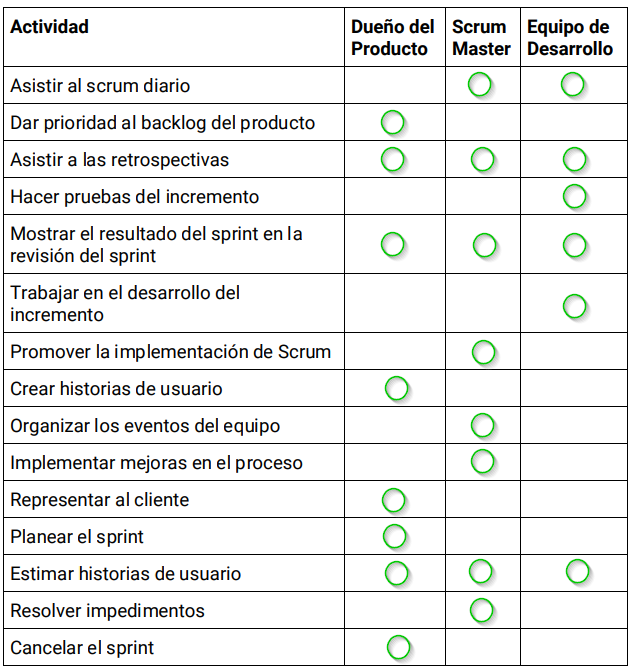 Actividad
Dueño del
Producto
Scrum
Master
Equipo de
Desarrollo
Asistir al scrum diario
Dar prioridad al backlog del producto
Asistir a las retrospectivas
Hacer pruebas del incremento
Mostrar el resultado del sprint en la
revisión del sprint
Trabajar en el desarrollo del
incremento
Promover la implementación de Scrum
Crear historias de usuario
Organizar los eventos del equipo
Implementar mejoras en el proceso
Representar al cliente
Planear el sprint
Estimar historias de usuario
Resolver impedimentos
Cancelar el sprint